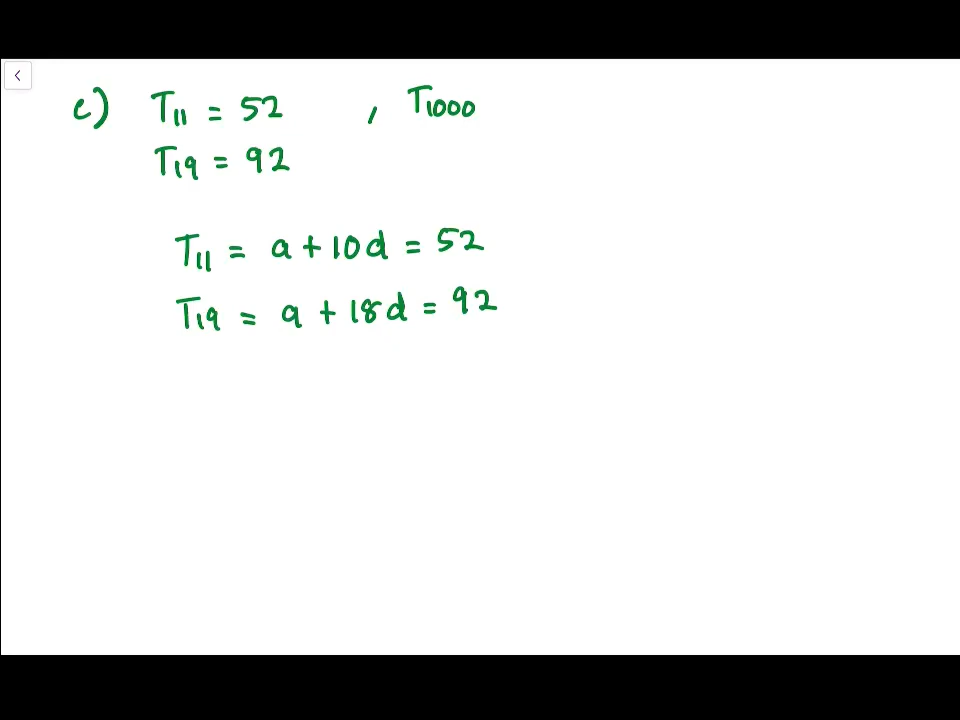 c) T₁₁ = 52 , T₁₀₀₀
T₁₉ = 92
T₁₁ = a + 10d = 52
T₁₉ = a + 18d = 92